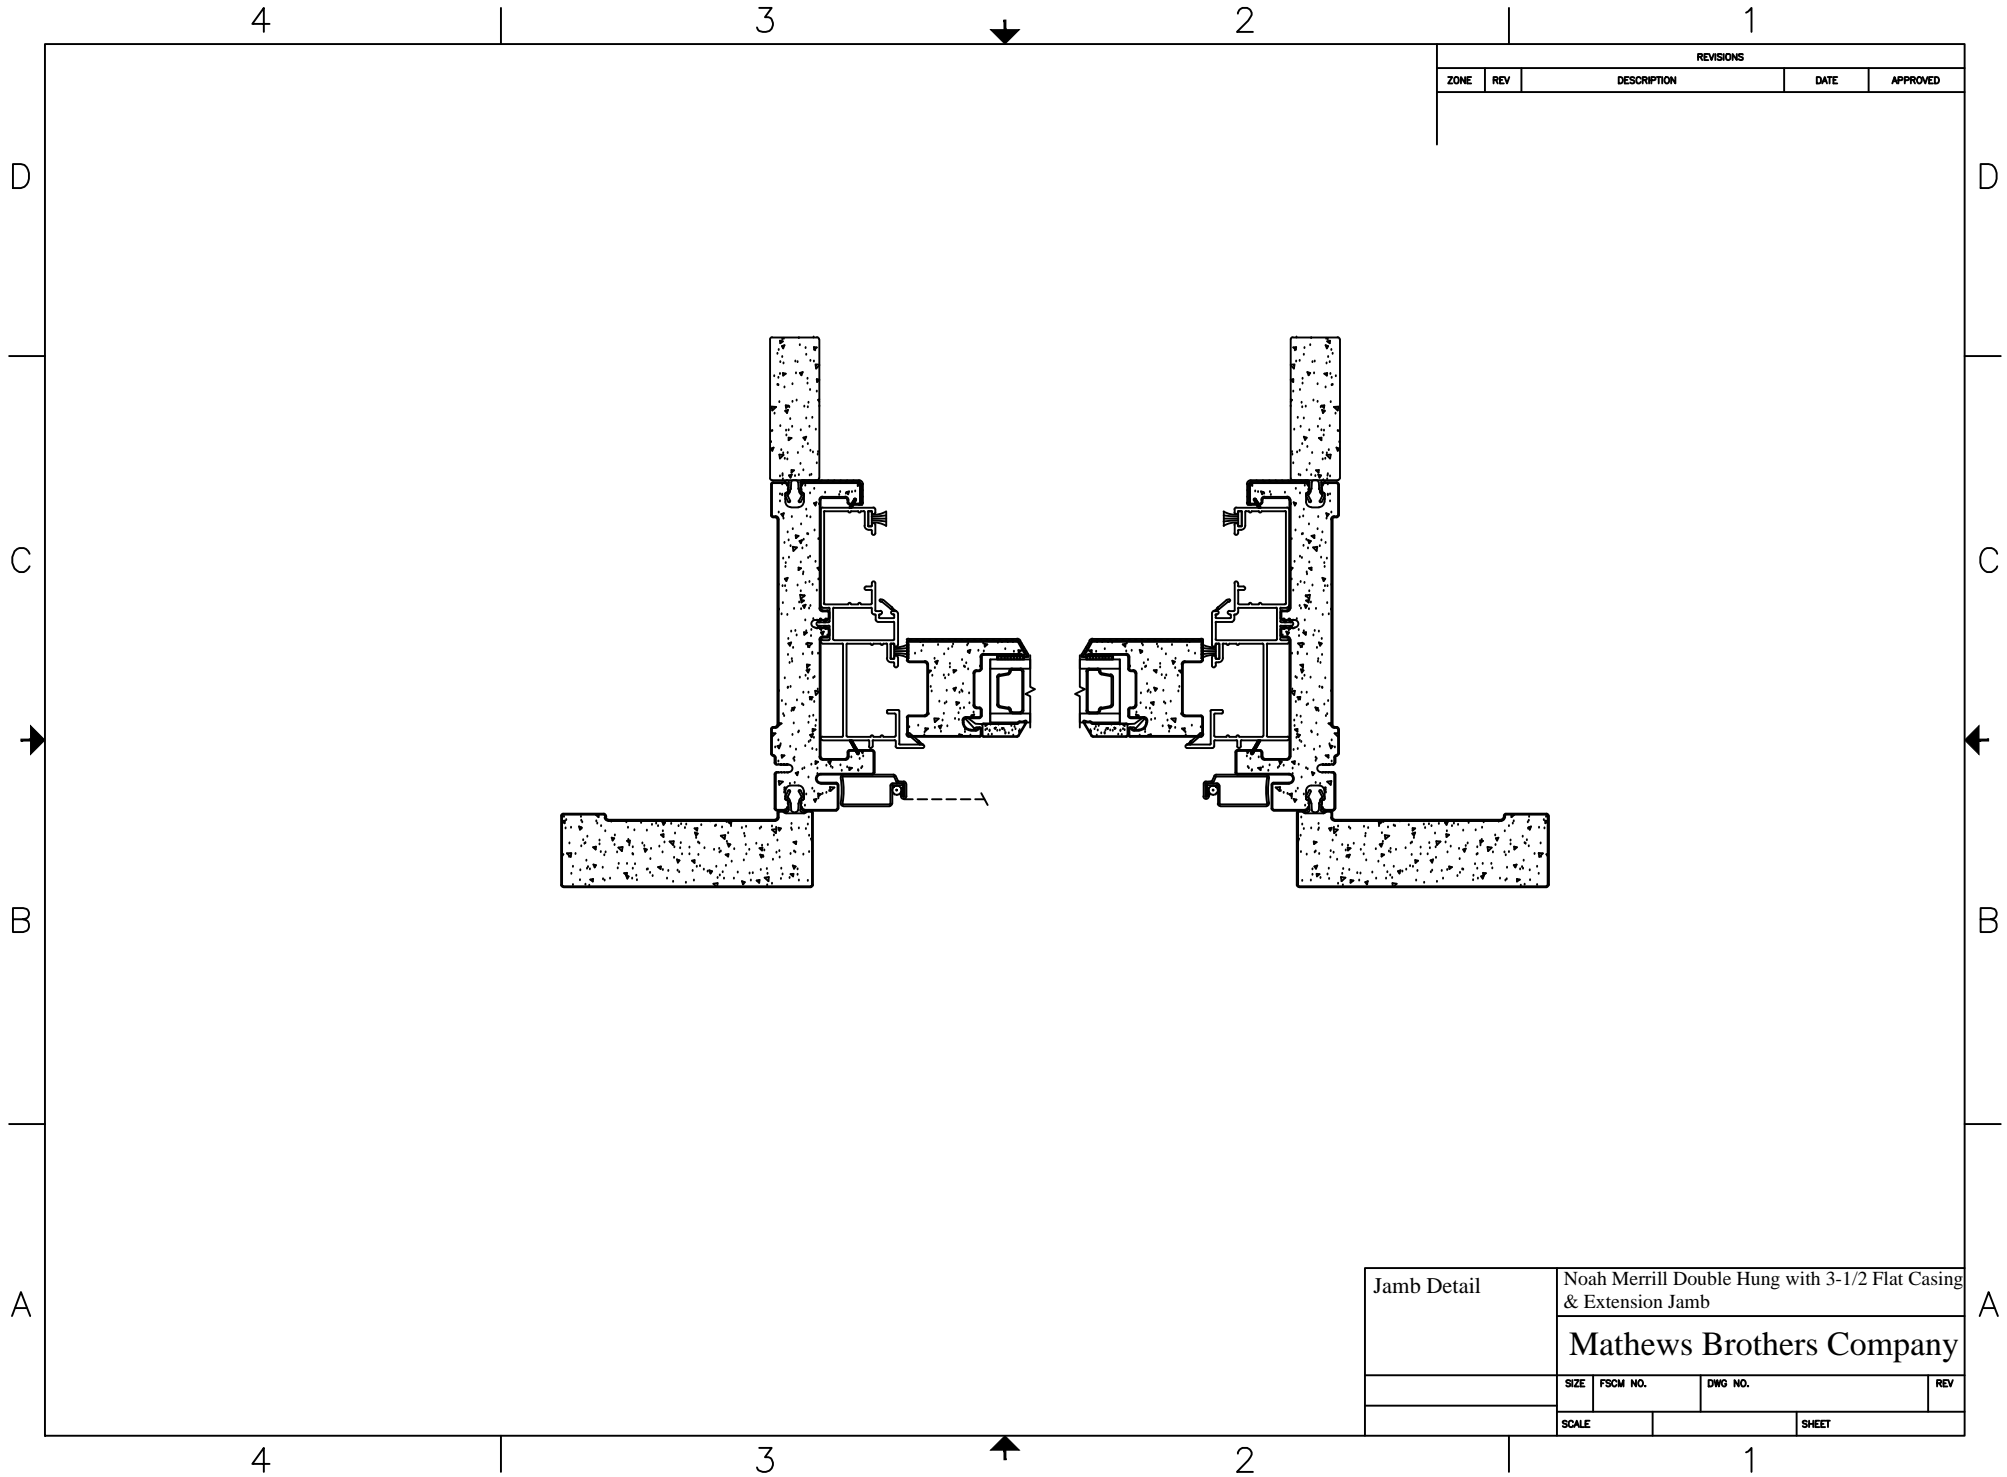 4 3 2 1
REVISIONS
ZONE REV DESCRIPTION DATE APPROVED
D D
C C
B B
A A
Jamb Detail
Noah Merrill Double Hung with 3-1/2 Flat Casing
& Extension Jamb
Mathews Brothers Company
SIZE FSCM NO. DWG NO. REV
SCALE SHEET
4 3 2 1